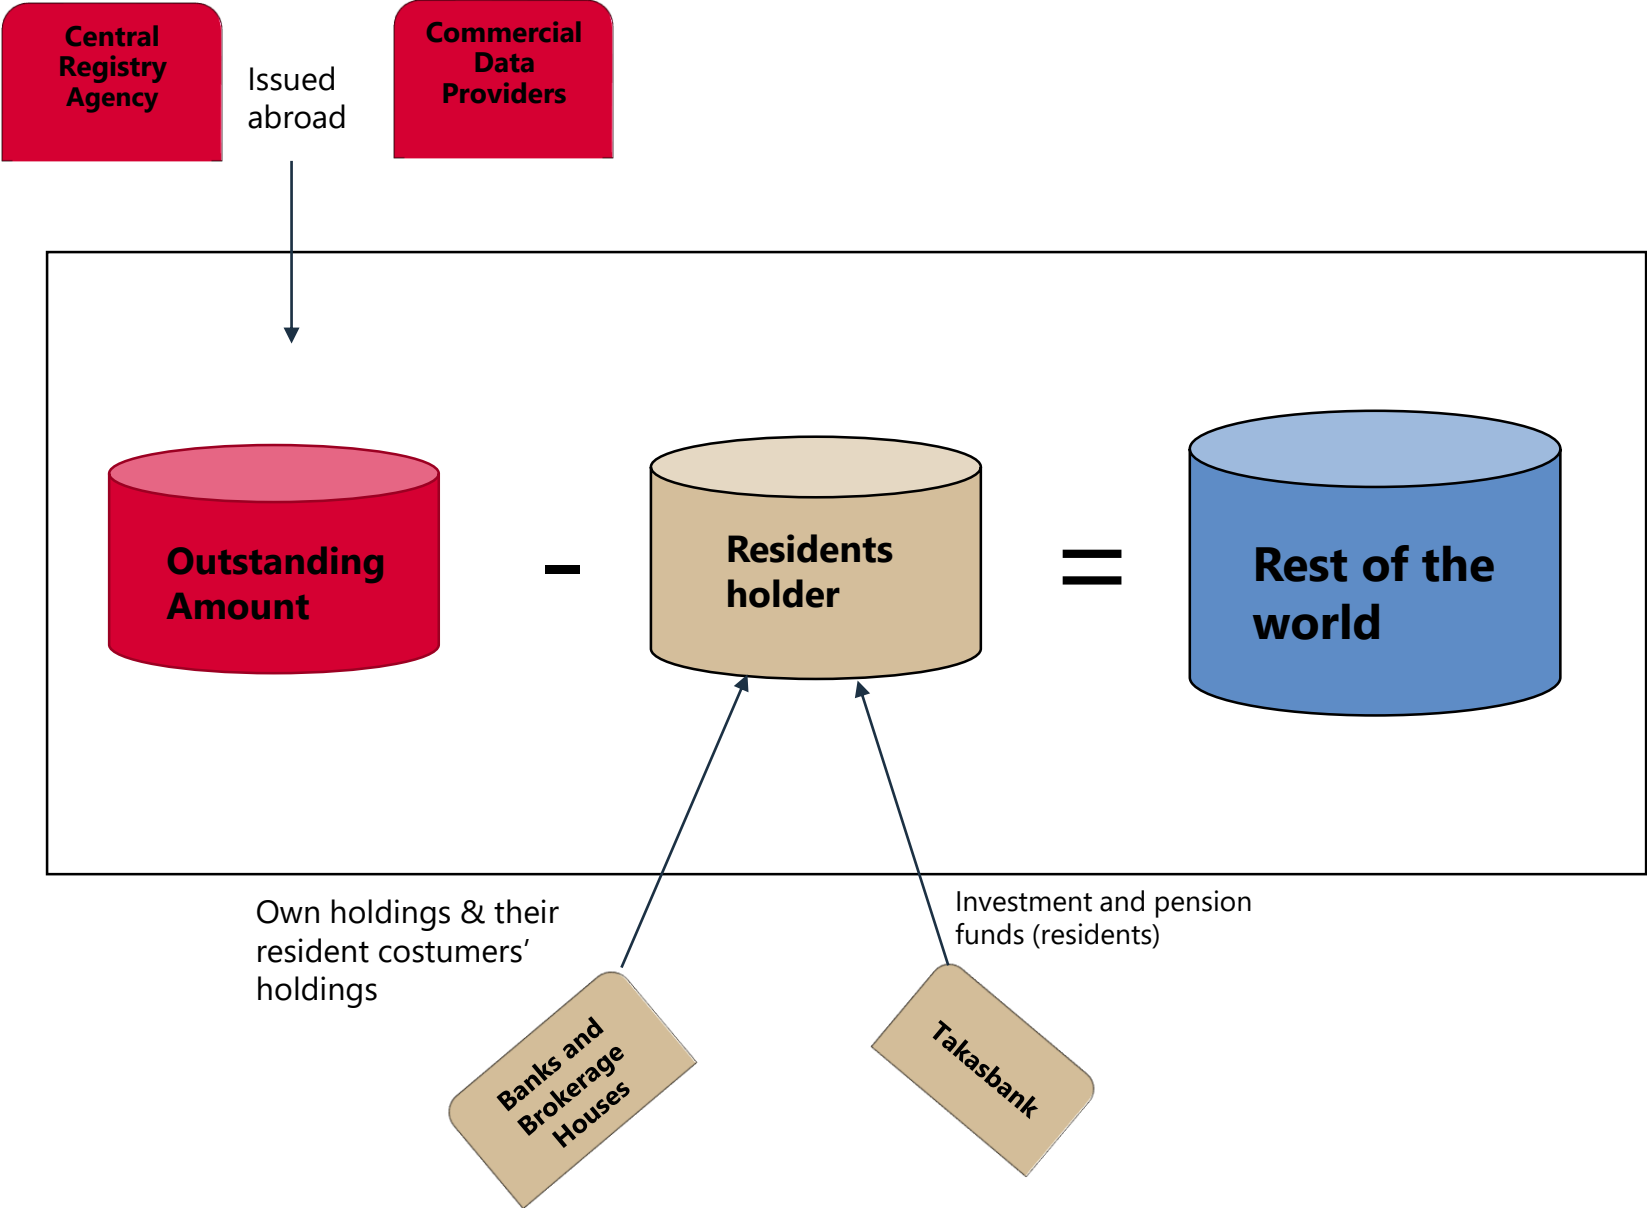 Central
Registry
Agency
Issued
abroad
Commercial
Data
Providers
Outstanding
Amount
-
Residents
holder
=
Rest of the
world
Own holdings & their
resident costumers’
holdings
Investment and pension
funds (residents)
Banks and
Brokerage
Houses
Takasbank